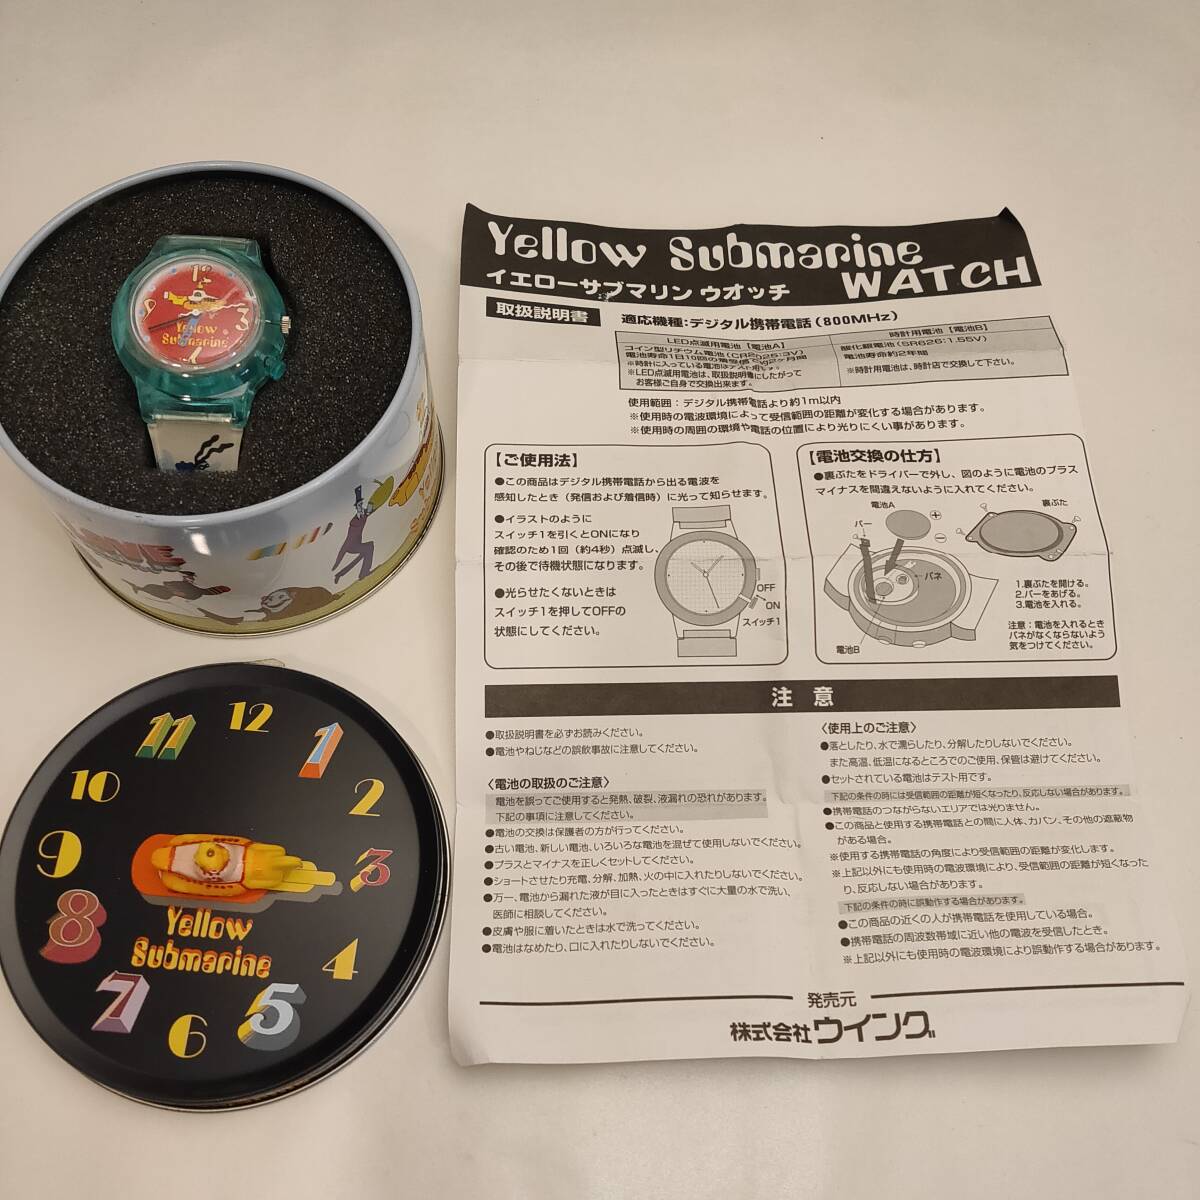 12
3
Yellow
Submarine
12
1
2
3
4
5
6
7
8
9
10
11
Yellow
Submarine
Yellow Submarine
イエローサブマリン ウオッチ WATCH
取扱説明書
適応機種:デジタル携帯電話(800MHz)
LED点滅用電池【電池A】
コイン型リチウム電池(CR2026:3V)
※LED点滅用電池は、取扱説明書にしたがって
お客様ご自身で交換出来ます。
時計用電池【電池B】
酸化銀電池(SR626:1.55V)
電池寿命約2年間
※時計用電池は、時計店で交換して下さい。
使用範囲:デジタル携帯電話より約1m以内
※使用時の電波環境によって受信範囲の距離が変化する場合があります。
※使用時の周囲の環境や電話の位置により光りにくい事があります。
【ご使用法】
●この商品はデジタル携帯電話から出る電波を
感知したとき(発信および着信時)に光って知らせます。
●イラストのように
スイッチ1を引くとONになり
確認のため1回(約4秒)点滅し、
その後で待機状態になります。
●光らせたくないときは
スイッチ1を押してOFFの
状態にしてください。
OFF
ON
スイッチ1
【電池交換の仕方】
●裏ぶたをドライバーで外し、図のように電池のプラス
マイナスを間違えないように入れてください。
電池A
バー
裏ぶた
バネ
電池B
1.裏ぶたを開ける。
2.バーをあげる。
3.電池を入れる。
注意:電池を入れるとき
バネがなくならないよう
気をつけてください。
注意
●取扱説明書を必ずお読みください。
●電池やねじなどの誤飲事故に注意してください。
〈電池の取扱のご注意〉
電池を誤ってご使用すると発熱、破裂、液漏れの恐れがあります。
下記の事項に注意してください。
●電池の交換は保護者の方が行ってください。
●古い電池、新しい電池、いろいろな電池を混ぜて使用しないでください。
●プラスとマイナスを正しくセットしてください。
●ショートさせたり充電、分解、加熱、火の中に入れたりしないでください。
●万一、電池から漏れた液が目に入ったときはすぐに大量の水で洗い、
医師に相談してください。
●皮膚や服に着いたときは水で洗ってください。
●電池はなめたり、口に入れたりしないでください。
〈使用上のご注意〉
●落としたり、水で濡らしたり、分解したりしないでください。
また高温、低温になるところでのご使用、保管は避けてください。
●セットされている電池はテスト用です。
下記の条件の時には受信範囲の距離が短くなったり、反応しない場合があります。
●携帯電話のつながらないエリアでは光りません。
●この商品と使用する携帯電話との間に人体、カバン、その他の遮蔽物
がある場合。
※使用する携帯電話の角度により受信範囲の距離が変化します。
※上記以外にも使用時の電波環境により、受信範囲の距離が短くなった
り、反応しない場合があります。
下記の条件の時に誤動作する場合があります。
●この商品の近くの人が携帯電話を使用している場合。
●携帯電話の周波数帯域に近い他の電波を受信したとき。
※上記以外にも使用時の電波環境により誤動作する場合があります。
発売元
株式会社ウイング